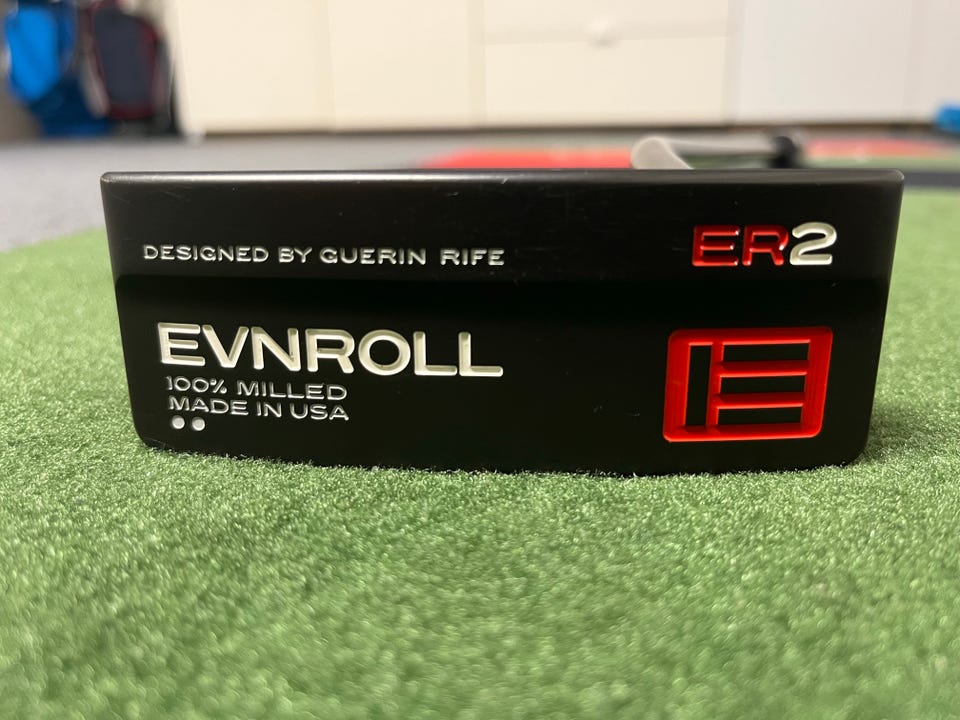 DESIGNED BY GUERIN RIFE
ER2
EVNROLL
100% MILLED
MADE IN USA